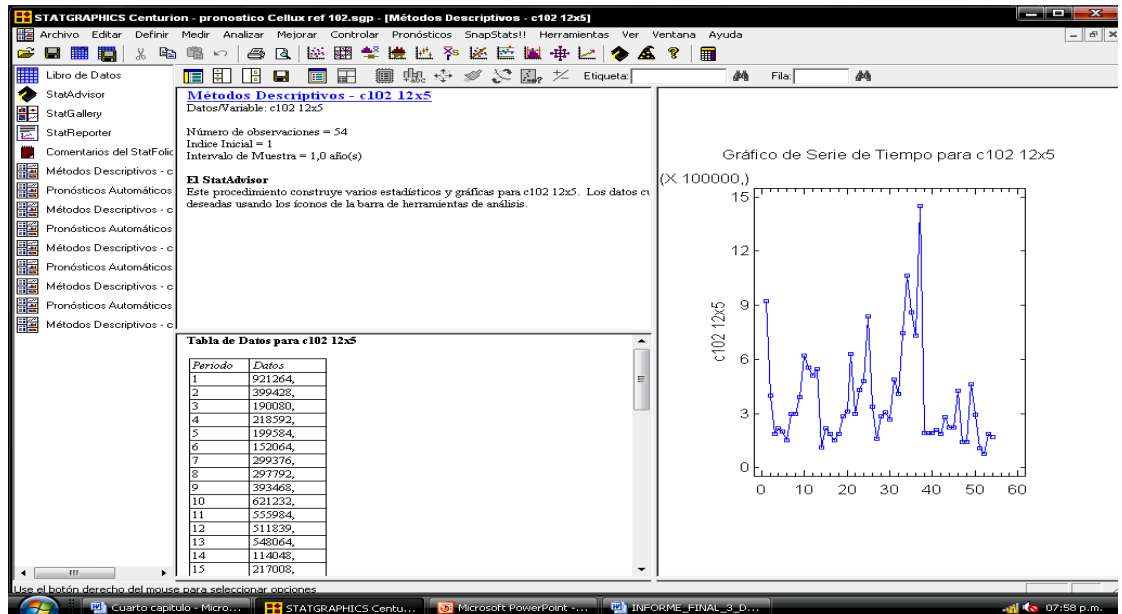 STATGRAPHICS Centurion - pronostico Cellux ref 102.sgp - [Métodos Descriptivos - c102 12x5]
Archivo Editar Definir Medir Analizar Mejorar Controlar Pronósticos SnapStats!! Herramientas Ver Ventana Ayuda
Etiqueta: Fila:
Libro de Datos
StatAdvisor
StatGallery
StatReporter
Comentarios del StatFolic
Métodos Descriptivos - c
Pronósticos Automáticos
Métodos Descriptivos - c
Pronósticos Automáticos
Métodos Descriptivos - c
Pronósticos Automáticos
Métodos Descriptivos - c
Pronósticos Automáticos
Métodos Descriptivos - c
Métodos Descriptivos - c102 12x5
Datos/Variable: c102 12x5
Número de observaciones = 54
Indice Inicial = 1
Intervalo de Muestra = 1,0 año(s)
El StatAdvisor
Este procedimiento construye varios estadísticos y gráficas para c102 12x5. Los datos cu
deseadas usando los íconos de la barra de herramientas de análisis.
Tabla de Datos para c102 12x5
Periodo Datos
1 921264,
2 399428,
3 190080,
4 218592,
5 199584,
6 152064,
7 299376,
8 297792,
9 393468,
10 621232,
11 555984,
12 511839,
13 548064,
14 114048,
15 217008,
Gráfico de Serie de Tiempo para c102 12x5
(X 100000,)
15
12
9
6
3
0
c102 12x5
0 10 20 30 40 50 60
Use el botón derecho del mouse para seleccionar opciones
Cuarto capitulo - Micro...
STATGRAPHICS Centu...
Microsoft PowerPoint -...
INFORME_FINAL_3_D...
07:58 p.m.